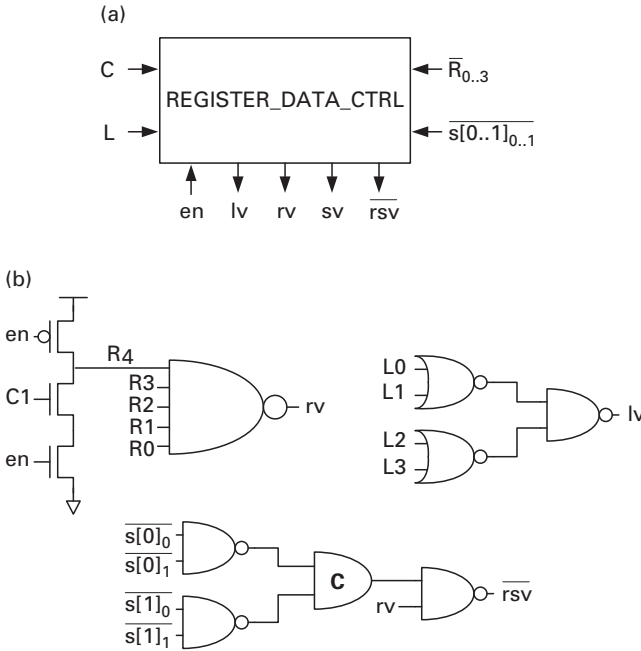 (a)
C
REGISTER_DATA_CTRL
R̅0..3
L
s[0..1]0..1
en lv rv sv rsv
(b)
en
R4
C1
R3
R2
R1
R0
rv
en
L0
L1
L2
L3
lv
s[0]0
s[0]1
s[1]0
s[1]1
C
rv
rsv